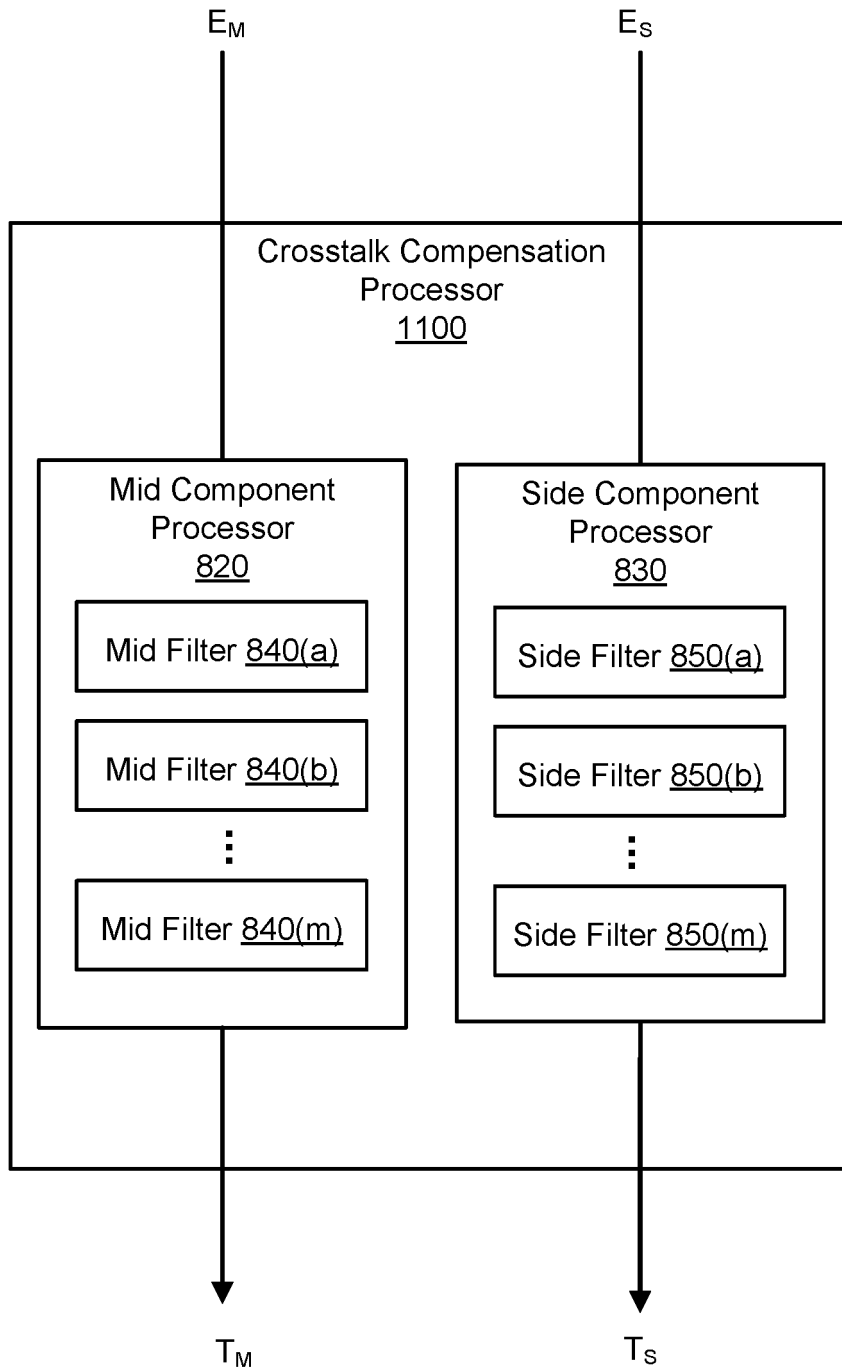 E_M
E_S
Crosstalk Compensation
Processor
1100
Mid Component
Processor
820
Mid Filter 840(a)
Mid Filter 840(b)
⋮
Mid Filter 840(m)
Side Component
Processor
830
Side Filter 850(a)
Side Filter 850(b)
⋮
Side Filter 850(m)
T_M
T_S